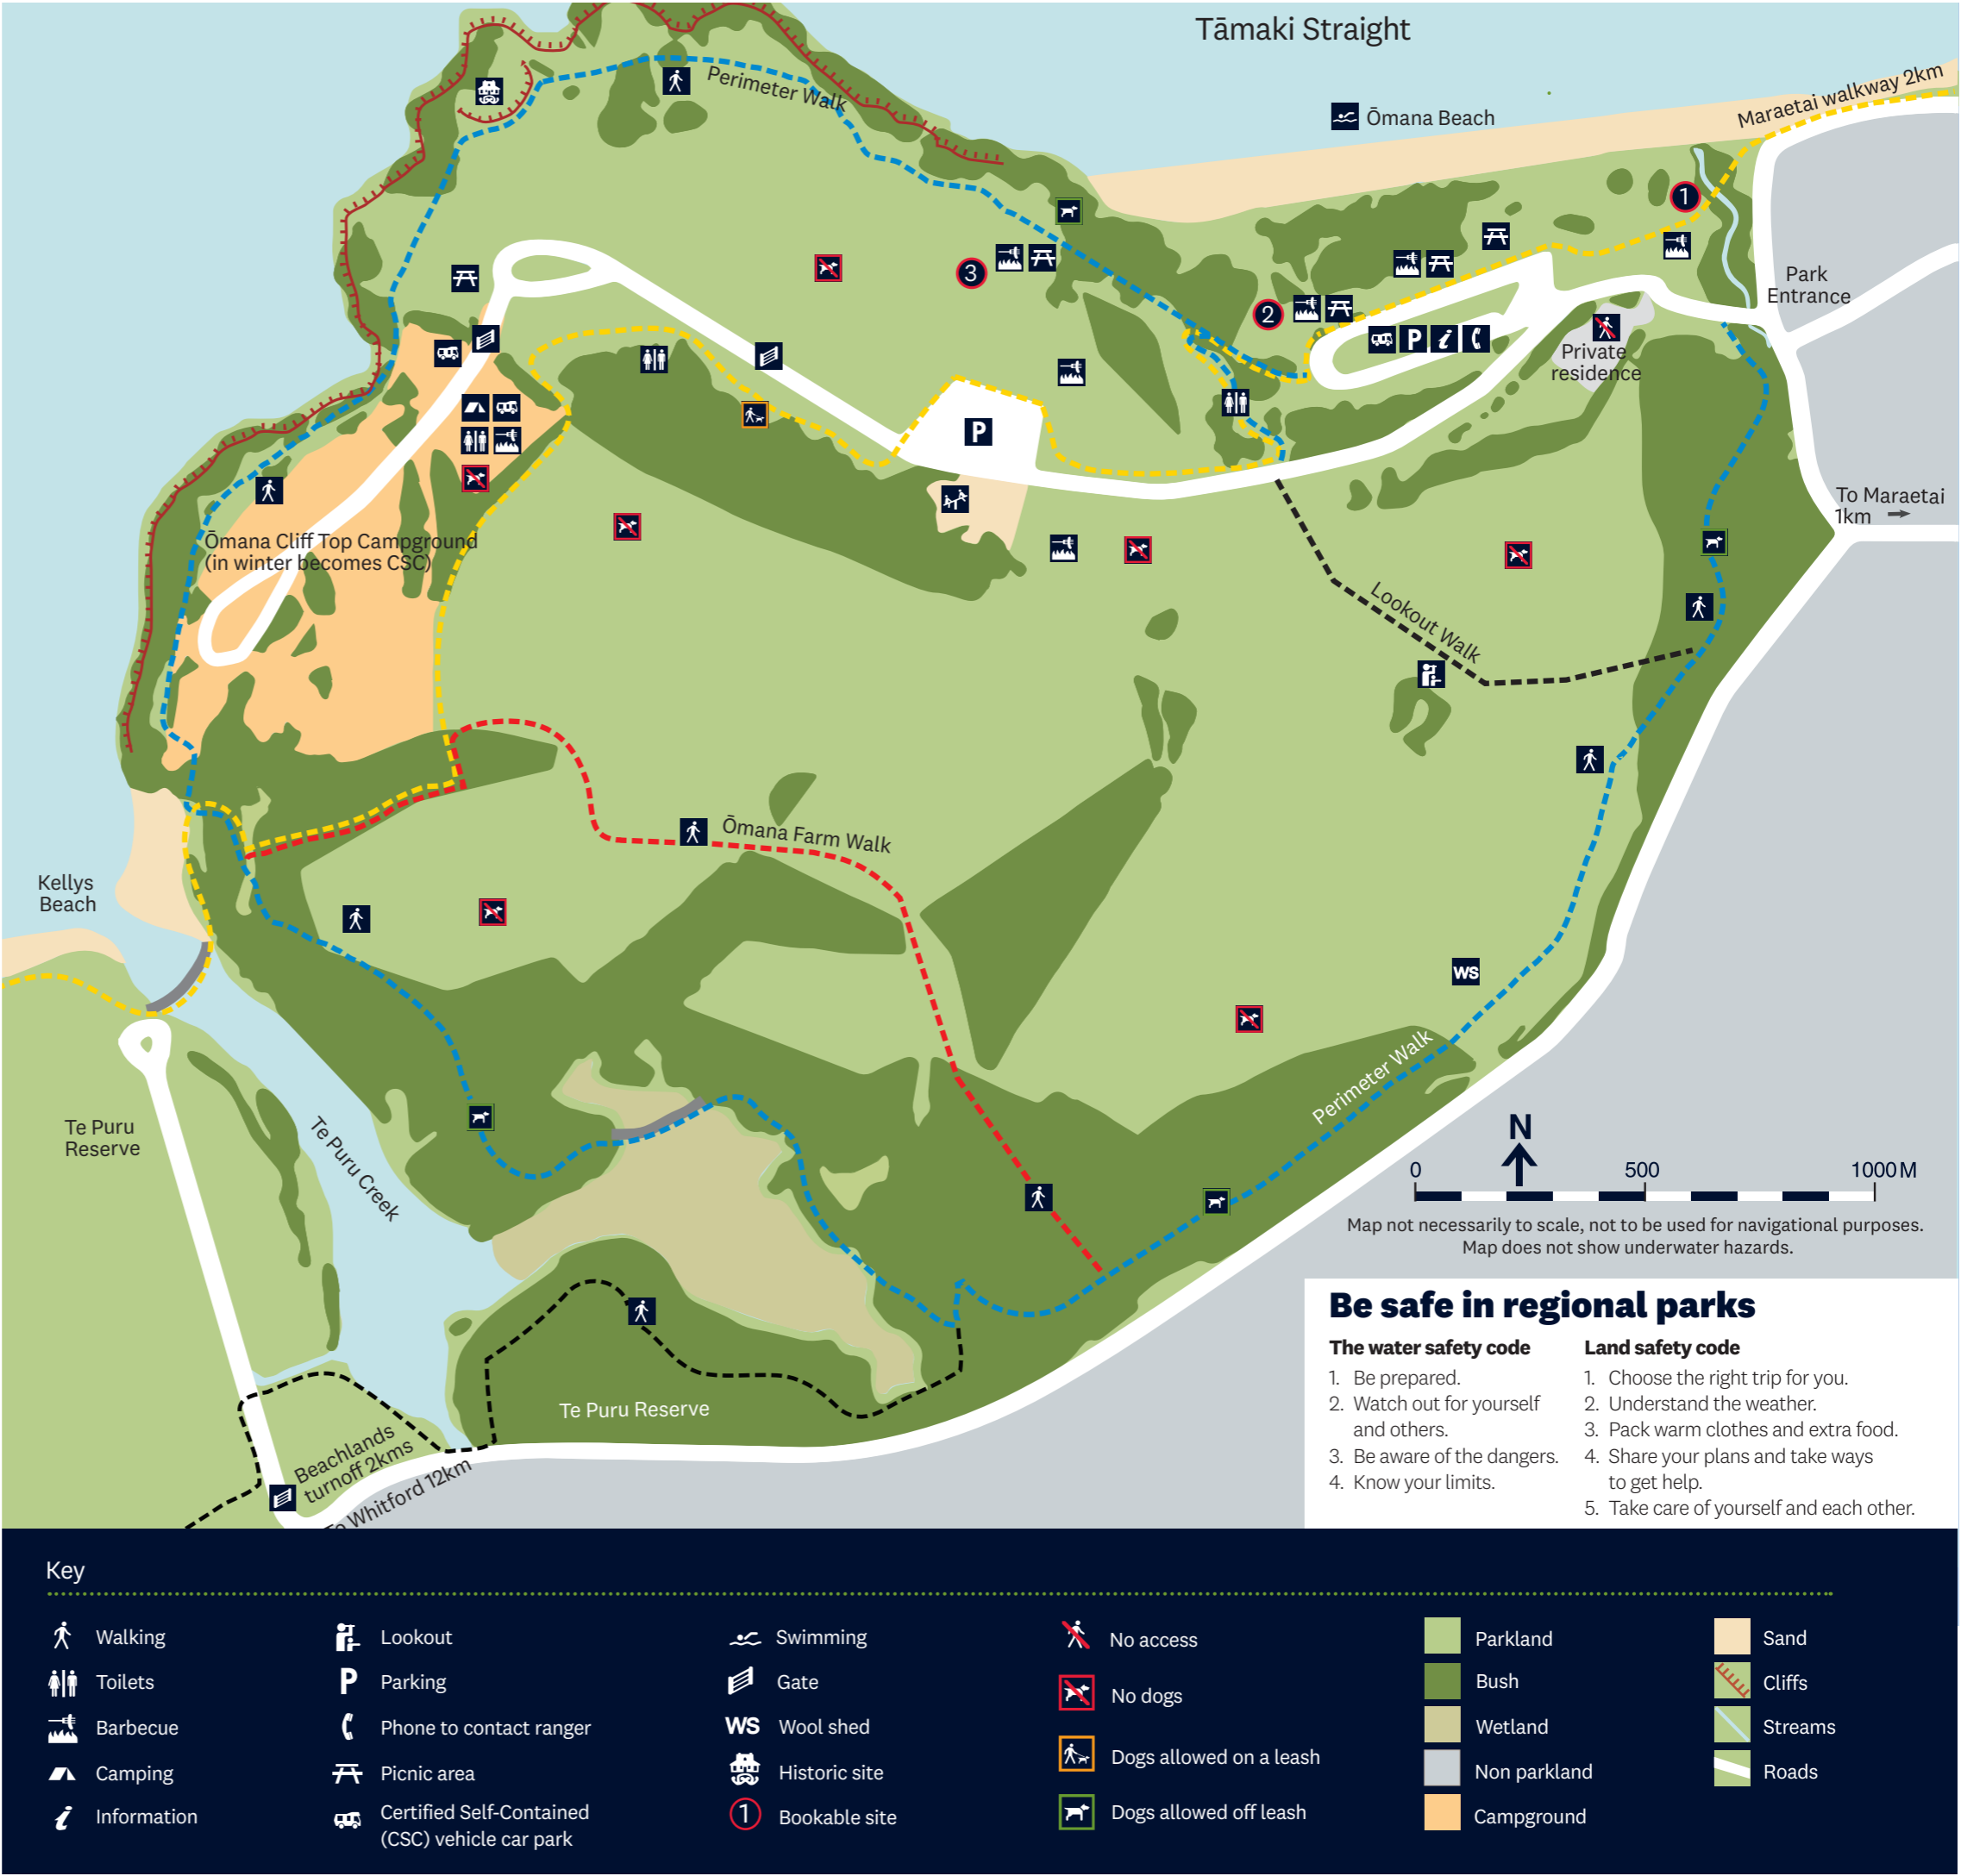 Tāmaki Straight
Perimeter Walk
Maraetai walkway 2km
Ōmana Beach
1
3
2
P
i
Park
Entrance
Private
residence
P
To Maraetai
1km
Ōmana Cliff Top Campground
(in winter becomes CSC)
Lookout Walk
Ōmana Farm Walk
Kellys
Beach
WS
Perimeter Walk
Te Puru
Reserve
Te Puru Creek
N
0 500 1000M
Map not necessarily to scale, not to be used for navigational purposes.
Map does not show underwater hazards.
Te Puru Reserve
Beachlands
turnoff 2kms
To Whitford 12km
Be safe in regional parks
The water safety code
1. Be prepared.
2. Watch out for yourself
and others.
3. Be aware of the dangers.
4. Know your limits.
Land safety code
1. Choose the right trip for you.
2. Understand the weather.
3. Pack warm clothes and extra food.
4. Share your plans and take ways
to get help.
5. Take care of yourself and each other.
Key
Walking
Toilets
Barbecue
Camping
i Information
Lookout
P Parking
Phone to contact ranger
Picnic area
Certified Self-Contained
(CSC) vehicle car park
Swimming
Gate
WS Wool shed
Historic site
1 Bookable site
No access
No dogs
Dogs allowed on a leash
Dogs allowed off leash
Parkland
Bush
Wetland
Non parkland
Campground
Sand
Cliffs
Streams
Roads